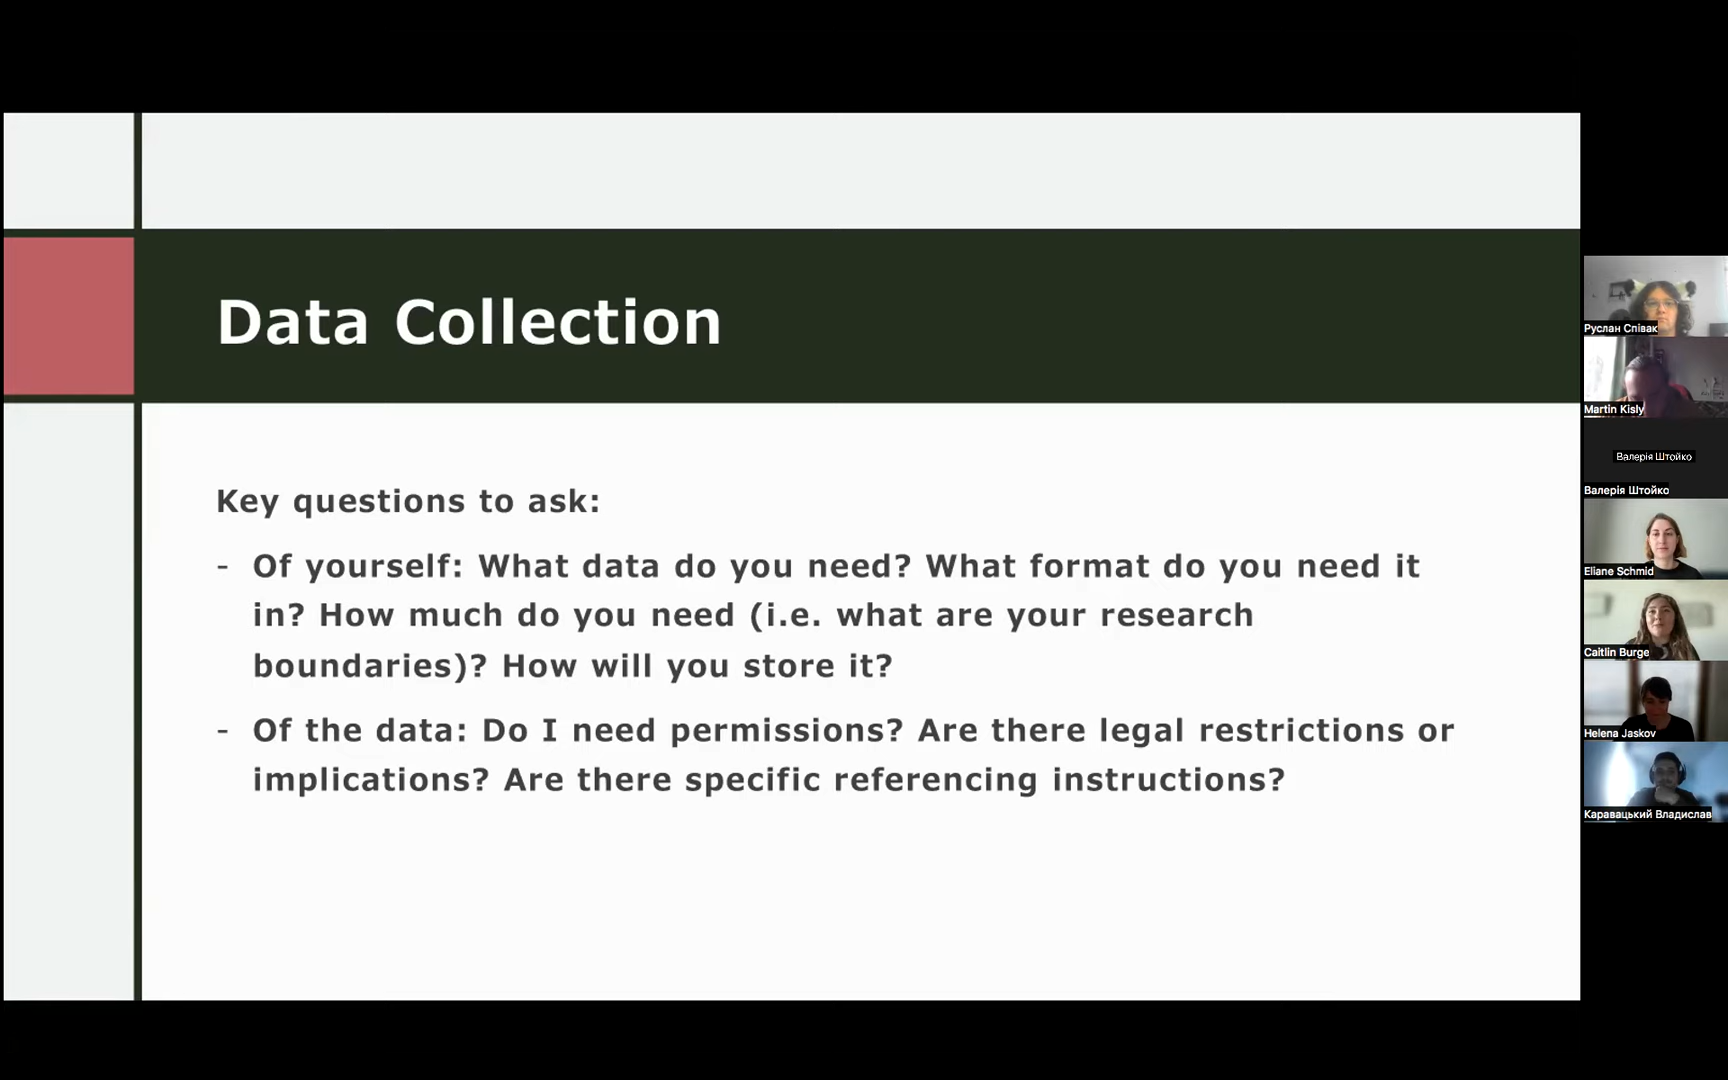 Data Collection
Key questions to ask:
- Of yourself: What data do you need? What format do you need it
in? How much do you need (i.e. what are your research
boundaries)? How will you store it?
- Of the data: Do I need permissions? Are there legal restrictions or
implications? Are there specific referencing instructions?
Руслан Співак
Martin Kisly
Валерія Штойко
Валерія Штойко
Eliane Schmid
Caitlin Burge
Helena Jaskov
Каравацький Владислав